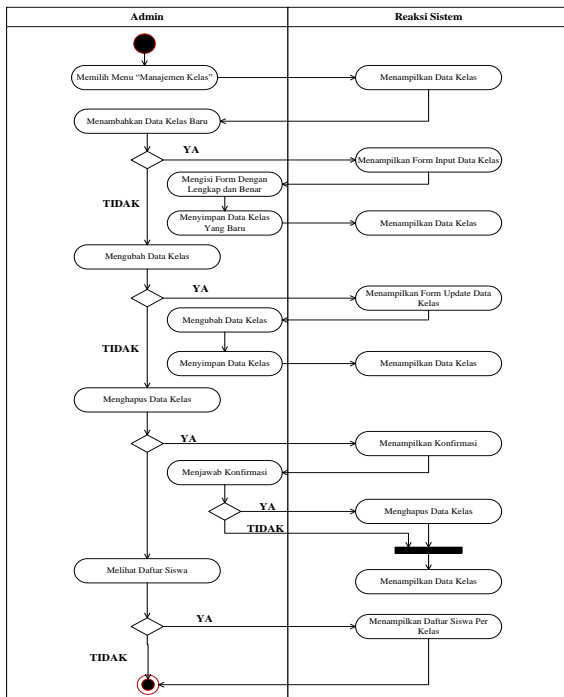 Admin
Reaksi Sistem
Memilih Menu "Manajemen Kelas"
Menampilkan Data Kelas
Menambahkan Data Kelas Baru
YA
Menampilkan Form Input Data Kelas
Mengisi Form Dengan
Lengkap dan Benar
TIDAK
Menyimpan Data Kelas
Yang Baru
Menampilkan Data Kelas
Mengubah Data Kelas
YA
Menampilkan Form Update Data
Kelas
Mengubah Data Kelas
TIDAK
Menyimpan Data Kelas
Menampilkan Data Kelas
Menghapus Data Kelas
YA
Menampilkan Konfirmasi
Menjawab Konfirmasi
YA
Menghapus Data Kelas
TIDAK
Melihat Daftar Siswa
Menampilkan Data Kelas
YA
Menampilkan Daftar Siswa Per
Kelas
TIDAK